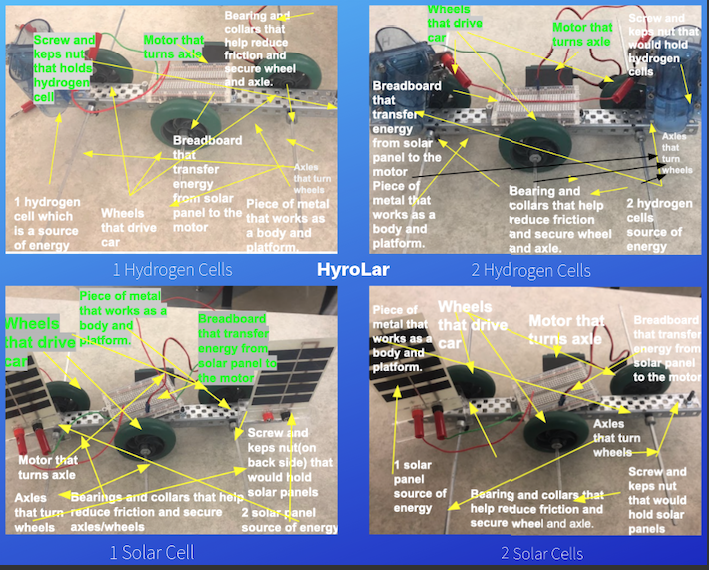 Bearing and
collars that
help reduce
friction and
secure wheel
and axle.
Screw and
keps nut
that holds
hydrogen
cell
Motor that
turns axle
Breadboard
that
transfer
energy
from solar
panel to the
motor
Axles
that turn
wheels
1 hydrogen
cell which
is a source
of energy
Wheels
that drive
car
Piece of metal
that works as
a body and
platform.
1 Hydrogen Cells
Wheels
that drive
car
Motor that
turns axle
Screw and
keps nut that
would hold
hydrogen
cells
Breadboard
that
transfer
energy
from solar
panel to the
motor
Piece of
metal that
works as a
body and
platform.
Axles
that
turn
wheels
Bearing and
collars that help
reduce friction
and secure wheel
and axle.
2 hydrogen
cells
source of
energy
2 Hydrogen Cells
HyroLar
Piece of metal
that works as a
body and
platform.
Wheels
that drive
car
Breadboard
that transfer
energy from
solar panel to
the motor
Motor that
turns axle
Axles
that turn
wheels
Bearings and collars that help
reduce friction and secure
axles/wheels
Screw and
keps nut(on
back side) that
would hold
solar panels
2 solar panel
source of energy
1 Solar Cell
Piece of
metal that
works as a
body and
platform.
Wheels
that drive
car
Motor that
turns axle
Breadboard
that transfer
energy from
solar panel
to the motor
Axles
that turn
wheels
1 solar
panel
source of
energy
Bearing and collars that
help reduce friction and
secure wheel and axle.
Screw and
keps nut
that would
hold solar
panels
2 Solar Cells